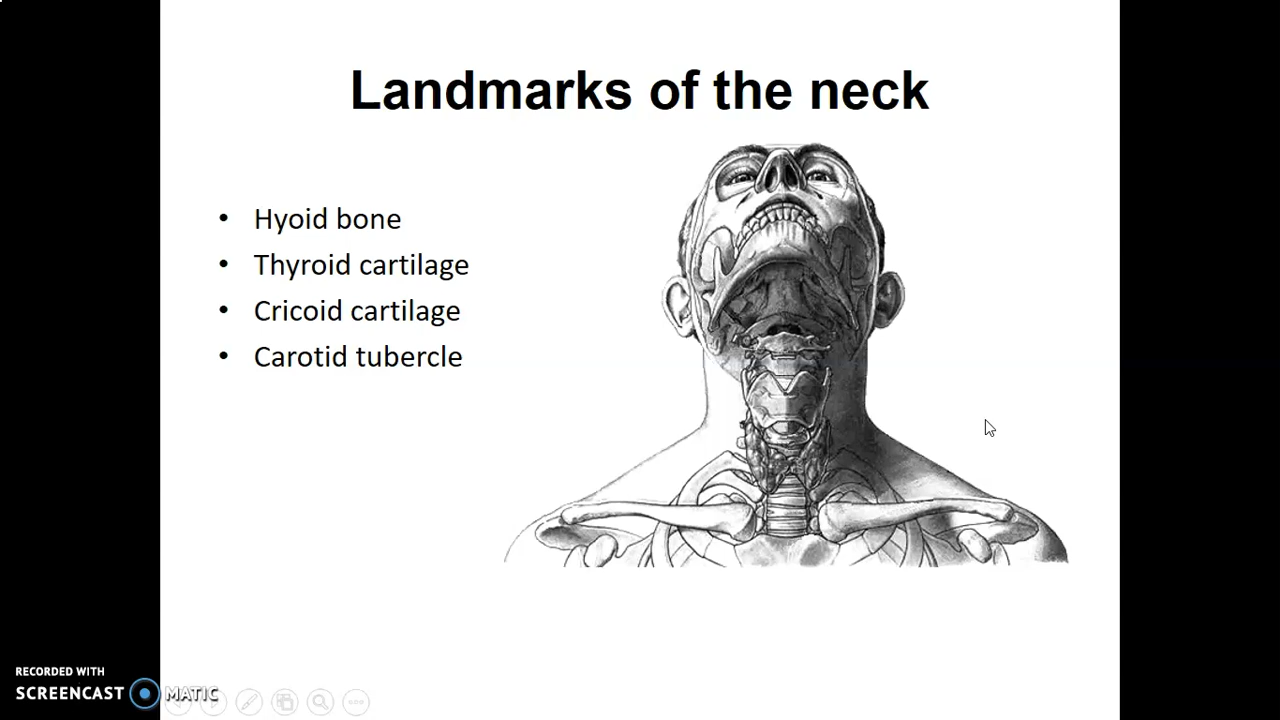 Landmarks of the neck
• Hyoid bone
• Thyroid cartilage
• Cricoid cartilage
• Carotid tubercle
RECORDED WITH
SCREENCAST MATIC